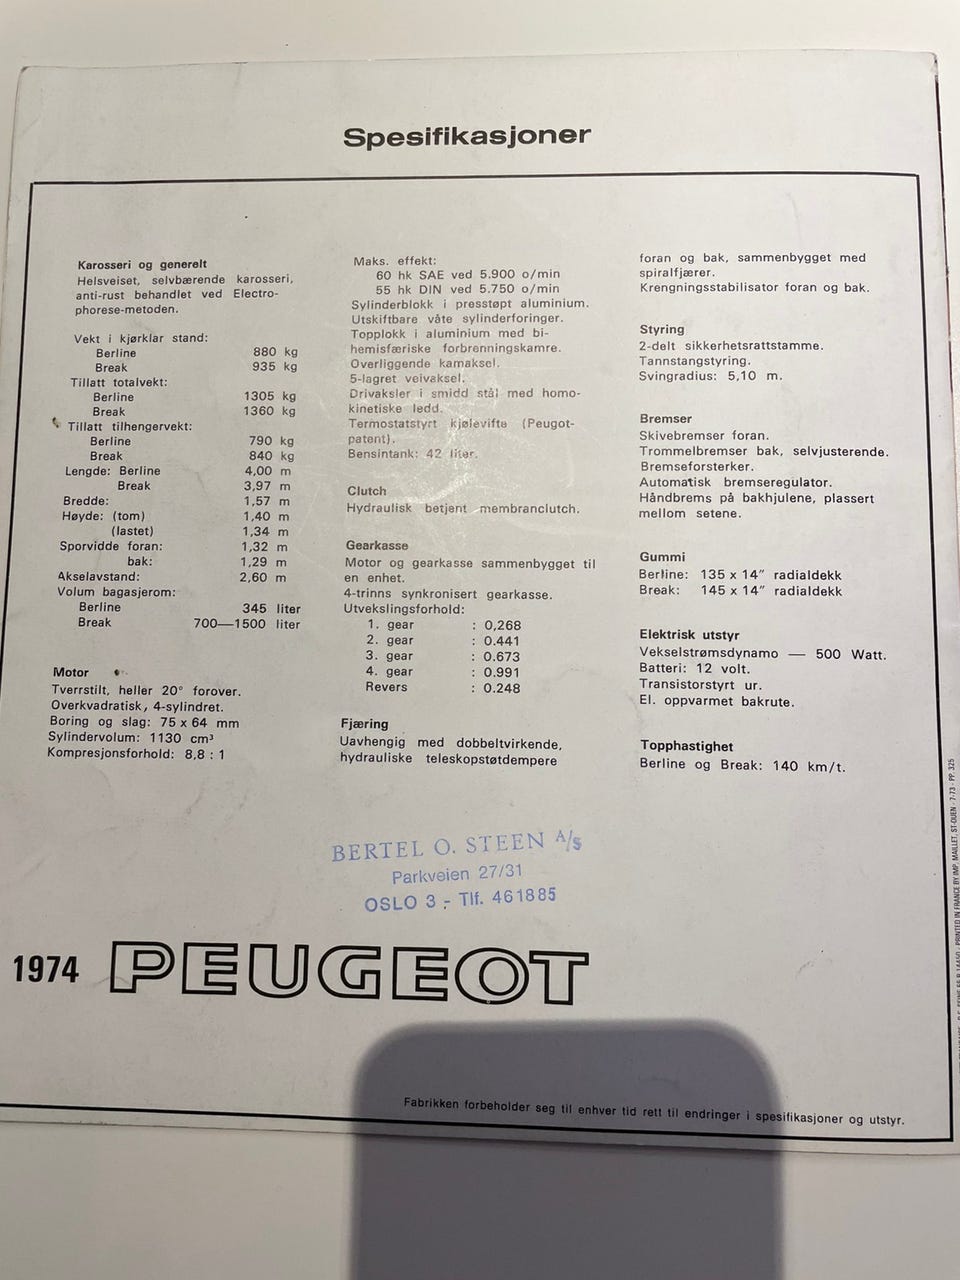 Spesifikasjoner
Karosseri og generelt
Helsveiset, selvbærende karosseri,
anti-rust behandlet ved Electro-
phorese-metoden.
Vekt i kjørklar stand:
Berline 880 kg
Break 935 kg
Tillatt totalvekt:
Berline 1305 kg
Break 1360 kg
Tillatt tilhengervekt:
Berline 790 kg
Break 840 kg
Lengde: Berline 4,00 m
Break 3,97 m
Bredde: 1,57 m
Høyde: (tom) 1,40 m
(lastet) 1,34 m
Sporvidde foran: 1,32 m
bak: 1,29 m
Akselavstand: 2,60 m
Volum bagasjerom:
Berline 345 liter
Break 700—1500 liter
Motor
Tverrstilt, heller 20° forover.
Overkvadratisk, 4-sylindret.
Boring og slag: 75 x 64 mm
Sylindervolum: 1130 cm³
Kompresjonsforhold: 8,8 : 1
Maks. effekt:
60 hk SAE ved 5.900 o/min
55 hk DIN ved 5.750 o/min
Sylinderblokk i presstøpt aluminium.
Utskiftbare våte sylinderforinger.
Topplokk i aluminium med bi-
hemisfæriske forbrenningskamre.
Overliggende kamaksel.
5-lagret veivaksel.
Drivaksler i smidd stål med homo-
kinetiske ledd.
Termostatstyrt kjølevifte (Peugot-
patent).
Bensintank: 42 liter.
Clutch
Hydraulisk betjent membranclutch.
Gearkasse
Motor og gearkasse sammenbygget til
en enhet.
4-trinns synkronisert gearkasse.
Utvekslingsforhold:
1. gear : 0,268
2. gear : 0.441
3. gear : 0.673
4. gear : 0.991
Revers : 0.248
Fjæring
Uavhengig med dobbeltvirkende,
hydrauliske teleskopstøtdempere
foran og bak, sammenbygget med
spiralfjærer.
Krengningsstabilisator foran og bak.
Styring
2-delt sikkerhetsrattstamme.
Tannstangstyring.
Svingradius: 5,10 m.
Bremser
Skivebremser foran.
Trommelbremser bak, selvjusterende.
Bremseforsterker.
Automatisk bremseregulator.
Håndbrems på bakhjulene, plassert
mellom setene.
Gummi
Berline: 135 x 14″ radialdekk
Break: 145 x 14″ radialdekk
Elektrisk utstyr
Vekselstrømsdynamo — 500 Watt.
Batteri: 12 volt.
Transistorstyrt ur.
El. oppvarmet bakrute.
Topphastighet
Berline og Break: 140 km/t.
BERTEL O. STEEN A/s
Parkveien 27/31
OSLO 3 - Tlf. 461885
1974 PEUGEOT
Fabrikken forbeholder seg til enhver tid rett til endringer i spesifikasjoner og utstyr.
PRINTED IN FRANCE BY IMP. MAILLET, ST-OUEN - 7-73 - PP. 325